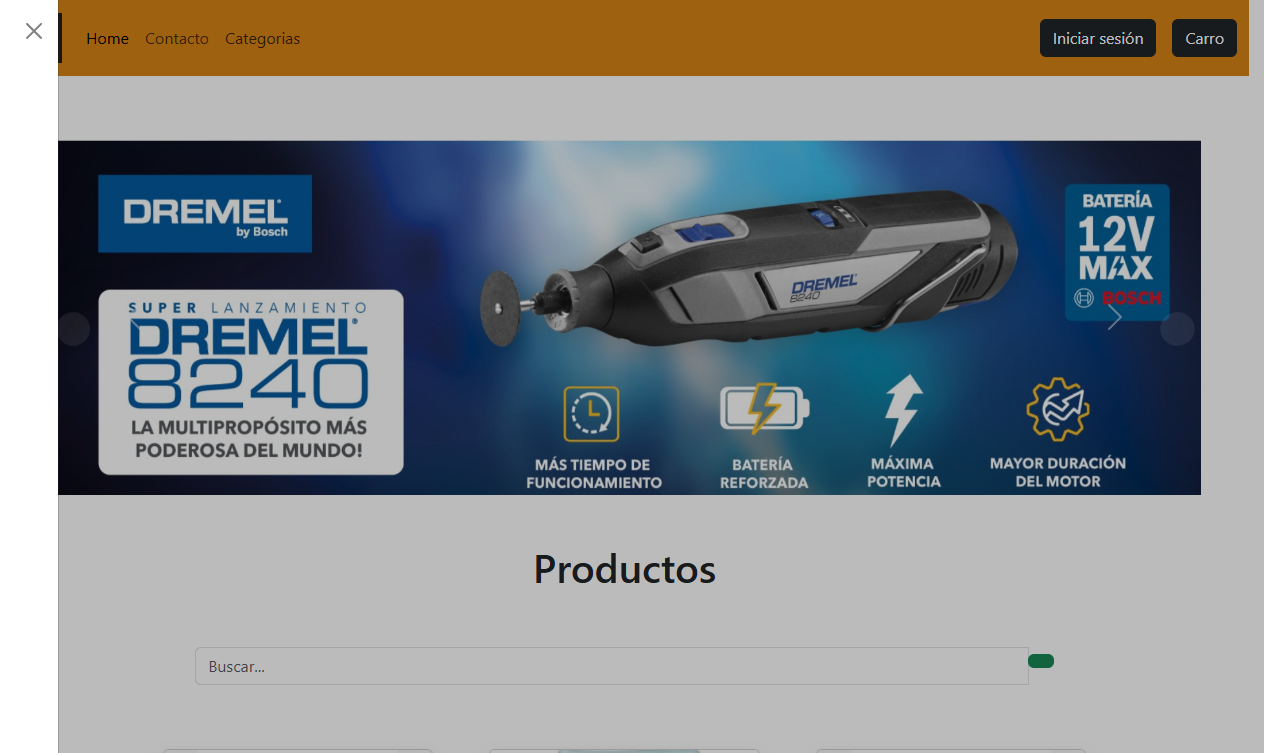 Home Contacto Categorias Iniciar sesión Carro
DREMEL
by Bosch
SUPER LANZAMIENTO
DREMEL
8240
LA MULTIPROPÓSITO MÁS
PODEROSA DEL MUNDO!
DREMEL
8240
BATERÍA
12V
MAX
BOSCH
MÁS TIEMPO DE
FUNCIONAMIENTO
BATERÍA
REFORZADA
MÁXIMA
POTENCIA
MAYOR DURACIÓN
DEL MOTOR
Productos
Buscar...